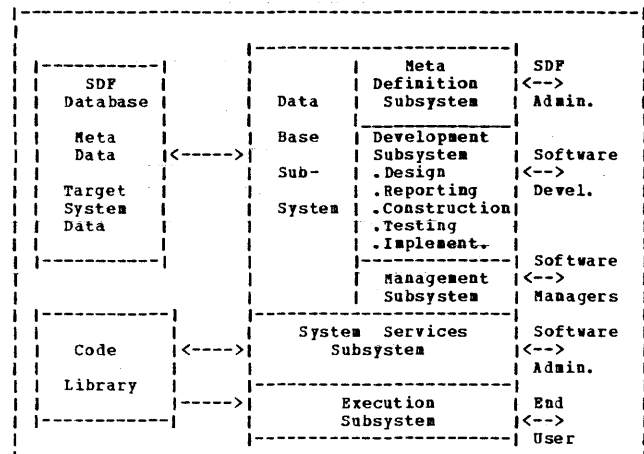 SDF
Database
Meta
Data
Target
System
Data
Data
Base
Sub-
System
Meta
Definition
Subsystem
Development
Subsystem
.Design
.Reporting
.Construction
.Testing
.Implement.
Management
Subsystem
SDF
<-->
Admin.
Software
<-->
Devel.
Software
<-->
Managers
<----->
Code
Library
<----->
----->
System Services
Subsystem
Software
<-->
Admin.
Execution
Subsystem
End
<-->
User